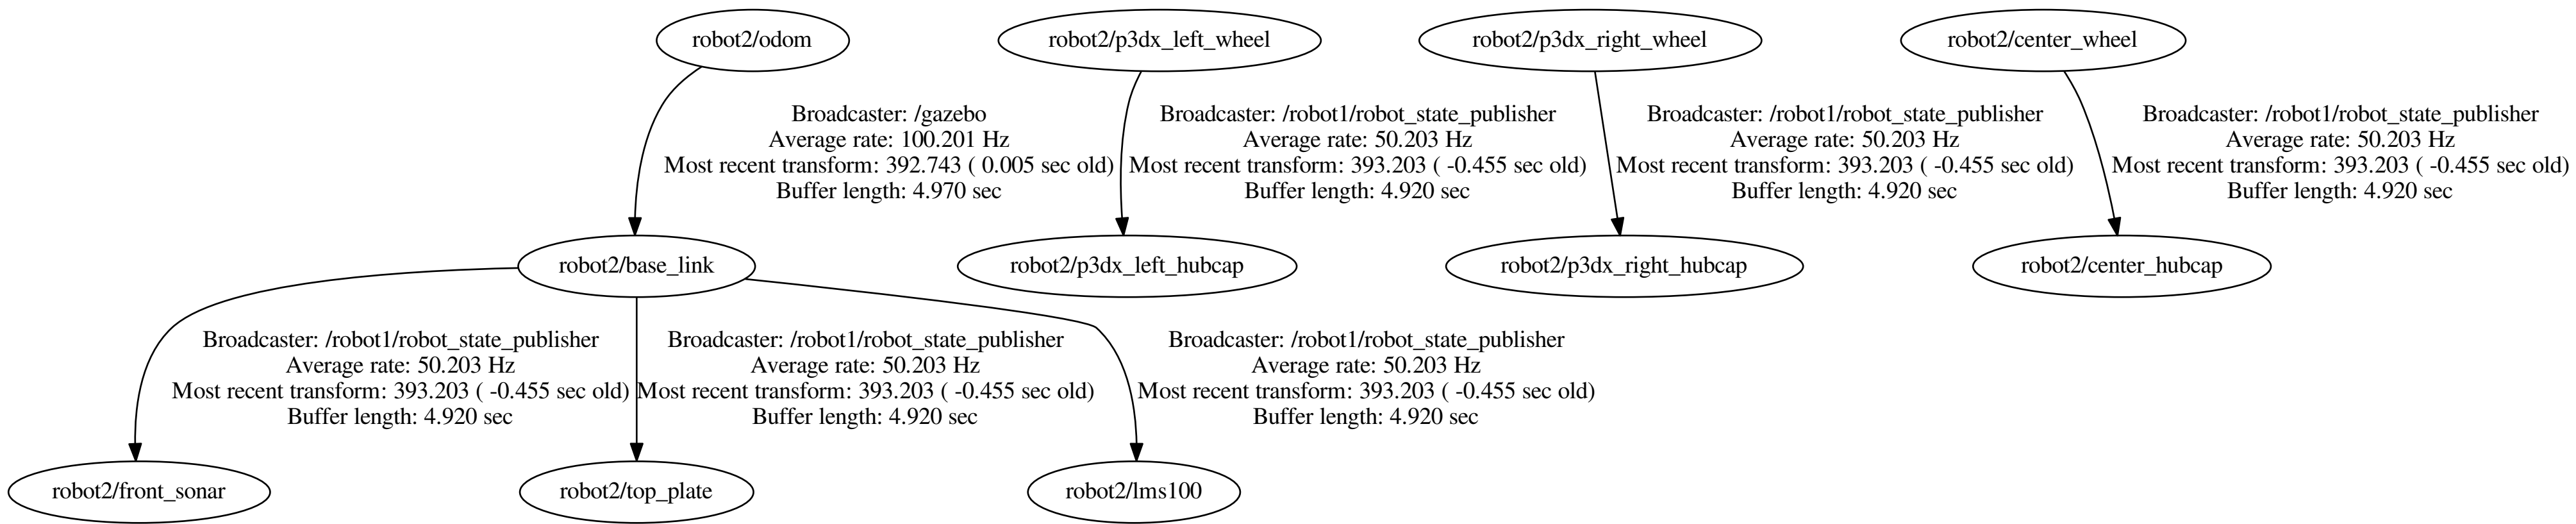 robot2/odom
robot2/p3dx_left_wheel
robot2/p3dx_right_wheel
robot2/center_wheel
Broadcaster: /gazebo
Average rate: 100.201 Hz
Most recent transform: 392.743 ( 0.005 sec old)
Buffer length: 4.970 sec
Broadcaster: /robot1/robot_state_publisher
Average rate: 50.203 Hz
Most recent transform: 393.203 ( -0.455 sec old)
Buffer length: 4.920 sec
Broadcaster: /robot1/robot_state_publisher
Average rate: 50.203 Hz
Most recent transform: 393.203 ( -0.455 sec old)
Buffer length: 4.920 sec
Broadcaster: /robot1/robot_state_publisher
Average rate: 50.203 Hz
Most recent transform: 393.203 ( -0.455 sec old)
Buffer length: 4.920 sec
robot2/base_link
robot2/p3dx_left_hubcap
robot2/p3dx_right_hubcap
robot2/center_hubcap
Broadcaster: /robot1/robot_state_publisher
Average rate: 50.203 Hz
Most recent transform: 393.203 ( -0.455 sec old)
Buffer length: 4.920 sec
Broadcaster: /robot1/robot_state_publisher
Average rate: 50.203 Hz
Most recent transform: 393.203 ( -0.455 sec old)
Buffer length: 4.920 sec
Broadcaster: /robot1/robot_state_publisher
Average rate: 50.203 Hz
Most recent transform: 393.203 ( -0.455 sec old)
Buffer length: 4.920 sec
robot2/front_sonar
robot2/top_plate
robot2/lms100